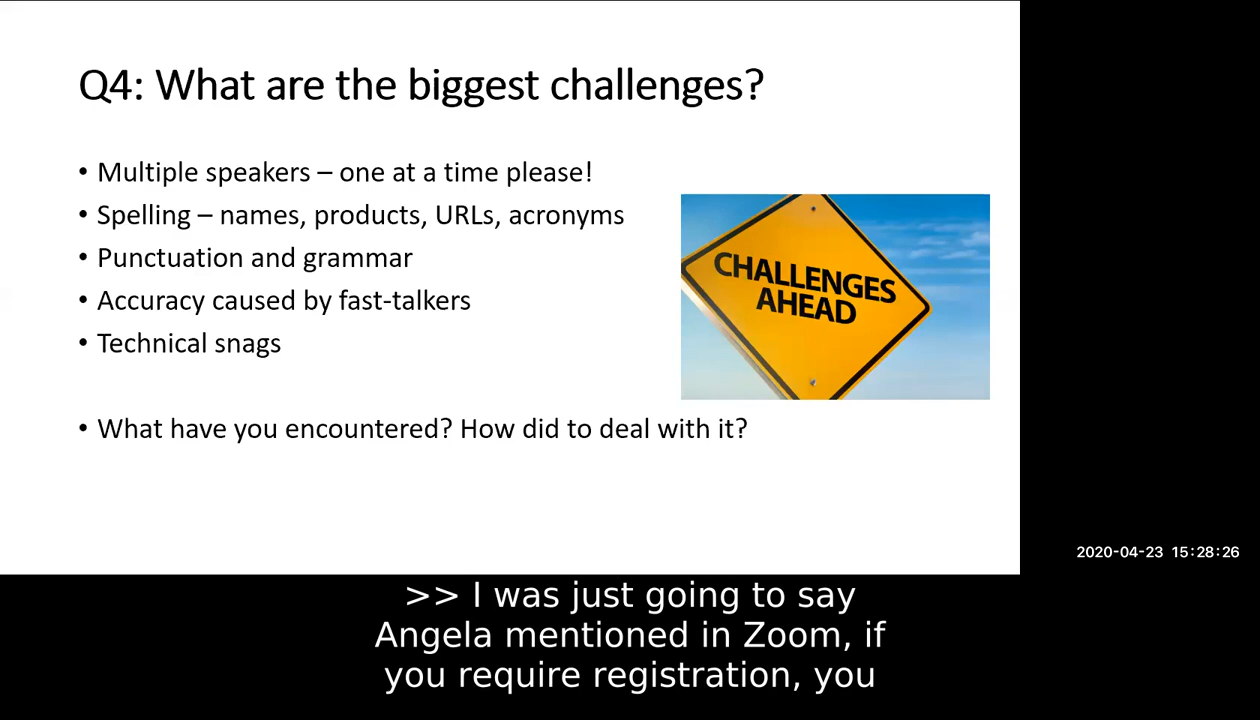 Q4: What are the biggest challenges?
• Multiple speakers – one at a time please!
• Spelling – names, products, URLs, acronyms
• Punctuation and grammar
• Accuracy caused by fast-talkers
• Technical snags
• What have you encountered? How did to deal with it?
CHALLENGES
AHEAD
2020-04-23 15:28:26
>> I was just going to say
Angela mentioned in Zoom, if
you require registration, you